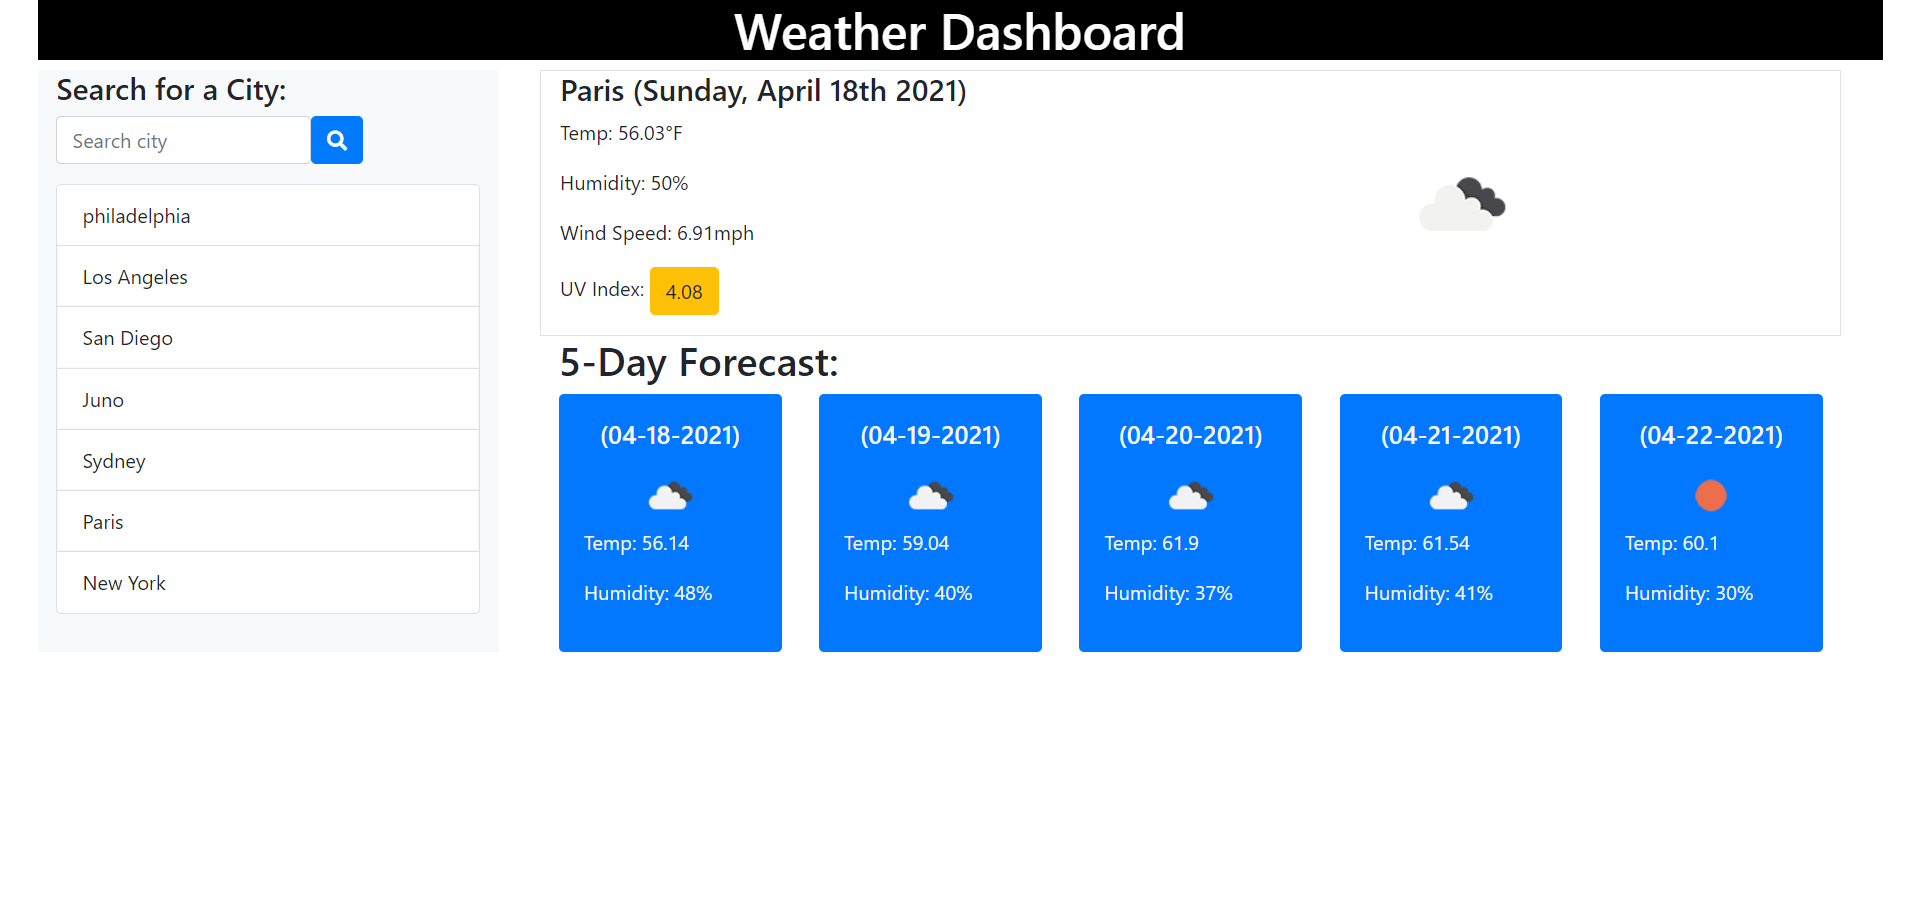 Weather Dashboard
Search for a City:
Search city
philadelphia
Los Angeles
San Diego
Juno
Sydney
Paris
New York
Paris (Sunday, April 18th 2021)
Temp: 56.03°F
Humidity: 50%
Wind Speed: 6.91mph
UV Index: 4.08
5-Day Forecast:
(04-18-2021)
Temp: 56.14
Humidity: 48%
(04-19-2021)
Temp: 59.04
Humidity: 40%
(04-20-2021)
Temp: 61.9
Humidity: 37%
(04-21-2021)
Temp: 61.54
Humidity: 41%
(04-22-2021)
Temp: 60.1
Humidity: 30%